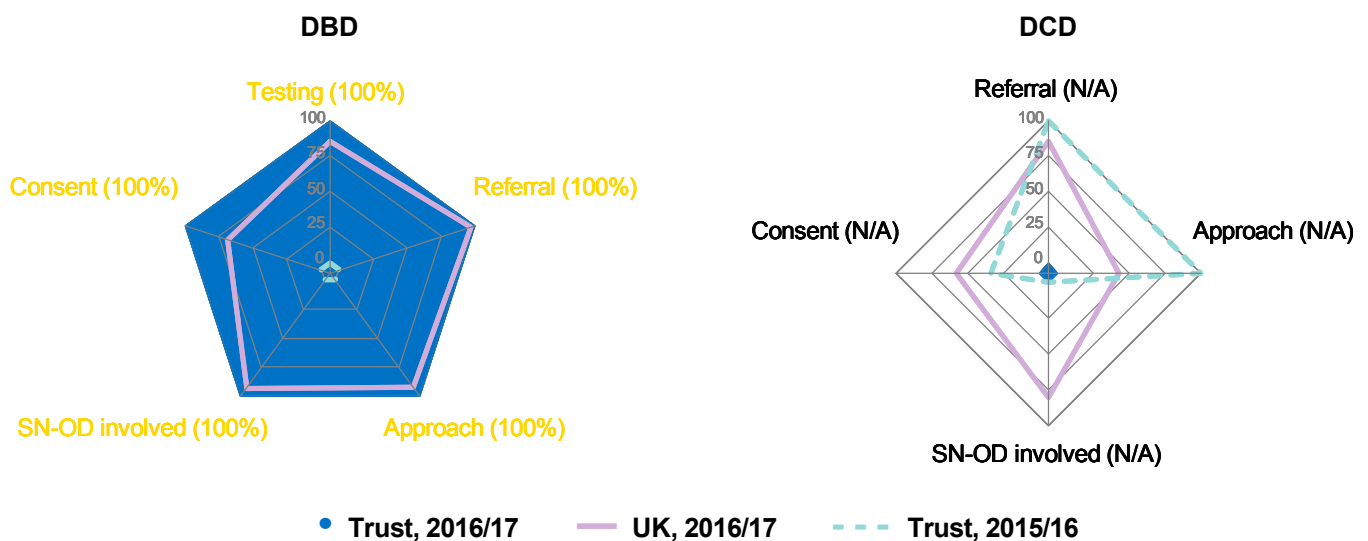 DBD
Testing (100%)
100
75
50
25
0
Consent (100%)
Referral (100%)
SN-OD involved (100%)
Approach (100%)
DCD
Referral (N/A)
100
75
50
25
0
Consent (N/A)
Approach (N/A)
SN-OD involved (N/A)
Trust, 2016/17
UK, 2016/17
Trust, 2015/16